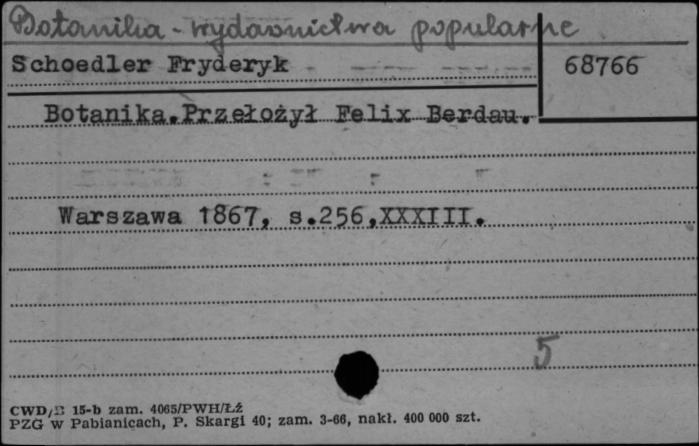 Botanika - wydawnictwa popularne
Schoedler Fryderyk
68766
Botanika.Przełożył Felix Berdau.
Warszawa 1867, s.256,XXXIII.
5
CWD/B 15-b zam. 4065/PWH/Łź
PZG w Pabianicach, P. Skargi 40; zam. 3-66, nakł. 400 000 szt.